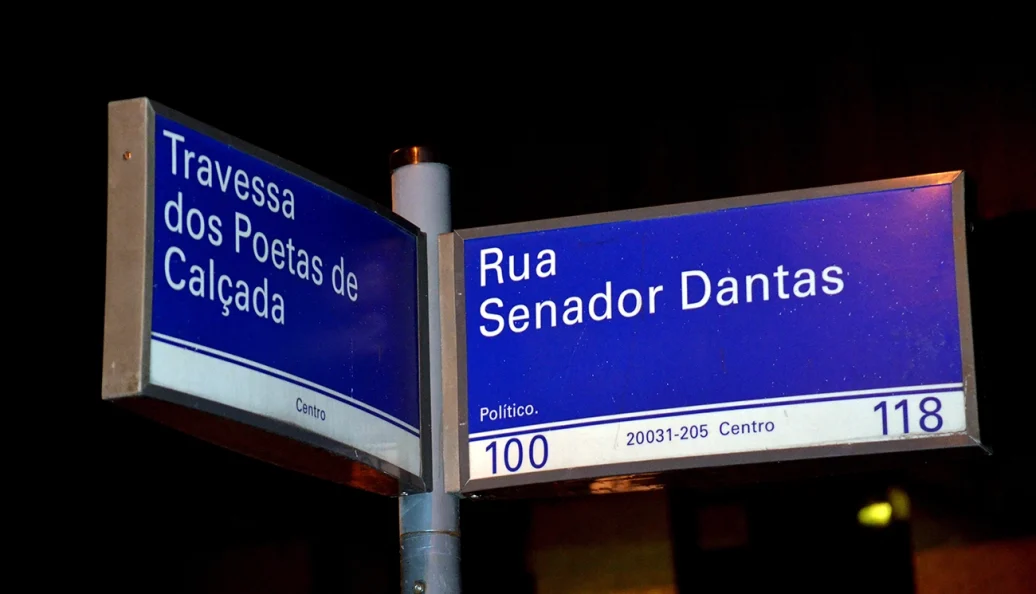 Travessa
dos Poetas de
Calçada
Centro
Rua
Senador Dantas
Político.
100 20031-205 Centro 118